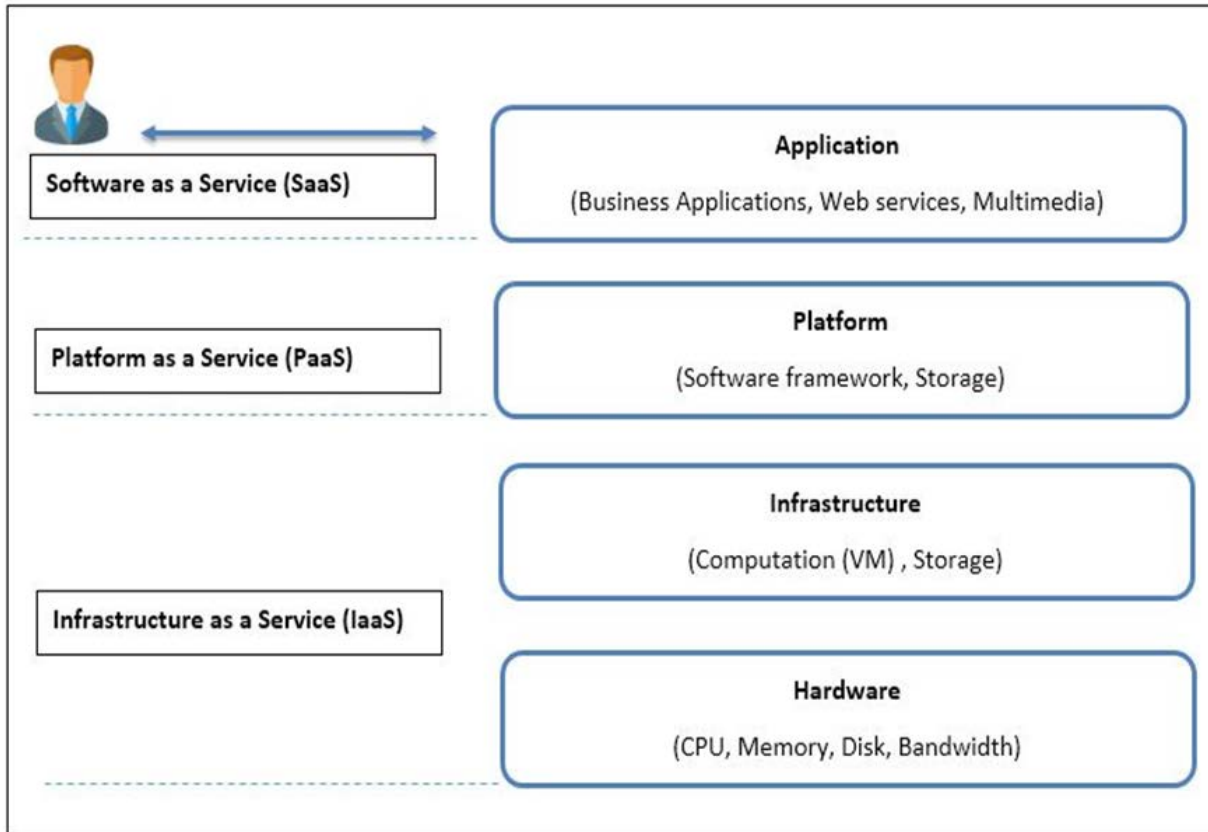 Software as a Service (SaaS)
Application
(Business Applications, Web services, Multimedia)
Platform as a Service (PaaS)
Platform
(Software framework, Storage)
Infrastructure as a Service (IaaS)
Infrastructure
(Computation (VM) , Storage)
Hardware
(CPU, Memory, Disk, Bandwidth)